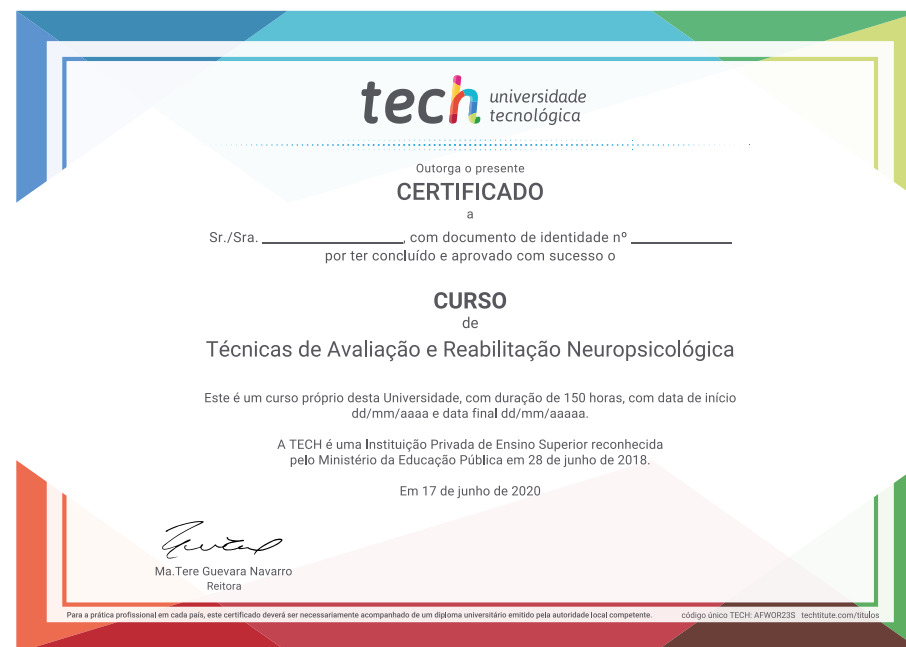 tech universidade
tecnológica
Outorga o presente
CERTIFICADO
a
Sr./Sra. ____________, com documento de identidade nº ____________
por ter concluído e aprovado com sucesso o
CURSO
de
Técnicas de Avaliação e Reabilitação Neuropsicológica
Este é um curso próprio desta Universidade, com duração de 150 horas, com data de início
dd/mm/aaaa e data final dd/mm/aaaaa.
A TECH é uma Instituição Privada de Ensino Superior reconhecida
pelo Ministério da Educação Pública em 28 de junho de 2018.
Em 17 de junho de 2020
Ma.Tere Guevara Navarro
Reitora
Para a prática profissional em cada país, este certificado deverá ser necessariamente acompanhado de um diploma universitário emitido pela autoridade local competente. código único TECH: AFWOR23S techtitute.com/titulos